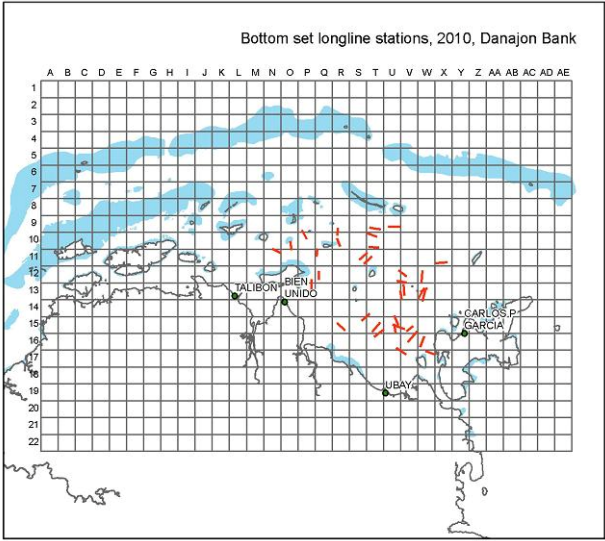 Bottom set longline stations, 2010, Danajon Bank
A B C D E F G H I J K L M N O P Q R S T U V W X Y Z AA AB AC AD AE
1
2
3
4
5
6
7
8
9
10
11
12
13
14
15
16
17
18
19
20
21
22
TALIBON
BIEN
UNIDO
CARLOS P.
GARCIA
UBAY